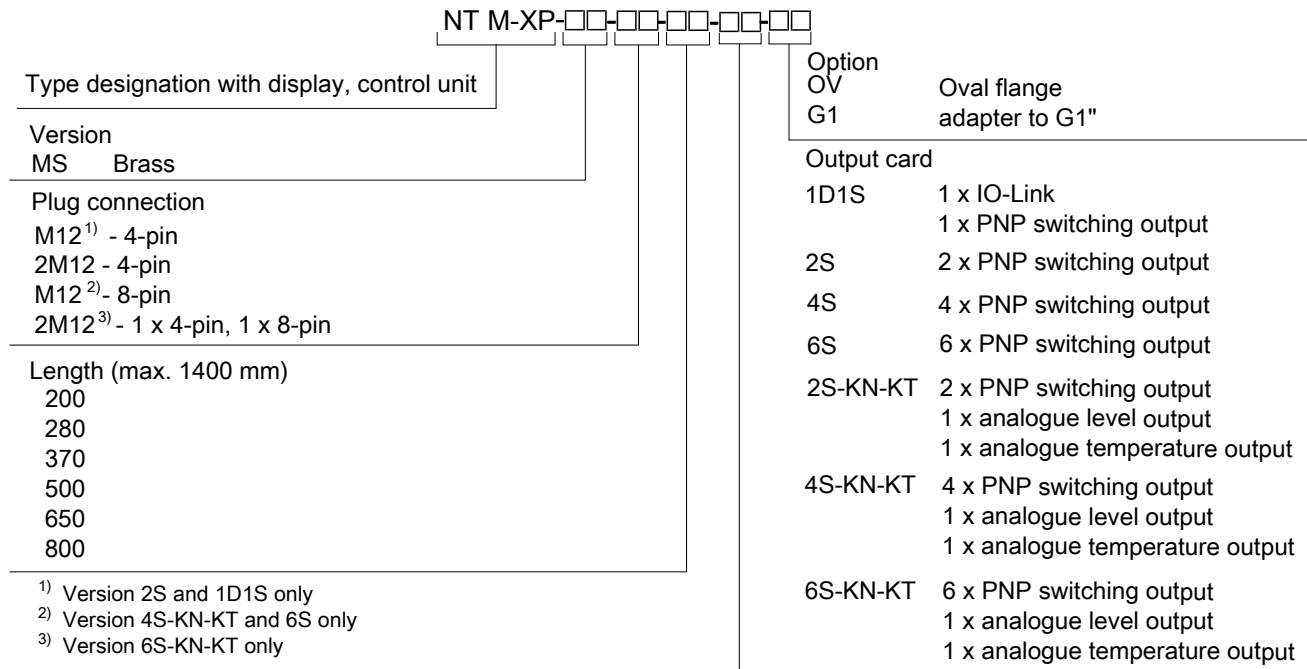 NT M-XP-□□-□□-□□-□□-□□
Type designation with display, control unit
Version
MS Brass
Plug connection
M12 1) - 4-pin
2M12 - 4-pin
M12 2)- 8-pin
2M12 3) - 1 x 4-pin, 1 x 8-pin
Length (max. 1400 mm)
200
280
370
500
650
800
1) Version 2S and 1D1S only
2) Version 4S-KN-KT and 6S only
3) Version 6S-KN-KT only
Option
OV Oval flange
G1 adapter to G1"
Output card
1D1S 1 x IO-Link
1 x PNP switching output
2S 2 x PNP switching output
4S 4 x PNP switching output
6S 6 x PNP switching output
2S-KN-KT 2 x PNP switching output
1 x analogue level output
1 x analogue temperature output
4S-KN-KT 4 x PNP switching output
1 x analogue level output
1 x analogue temperature output
6S-KN-KT 6 x PNP switching output
1 x analogue level output
1 x analogue temperature output